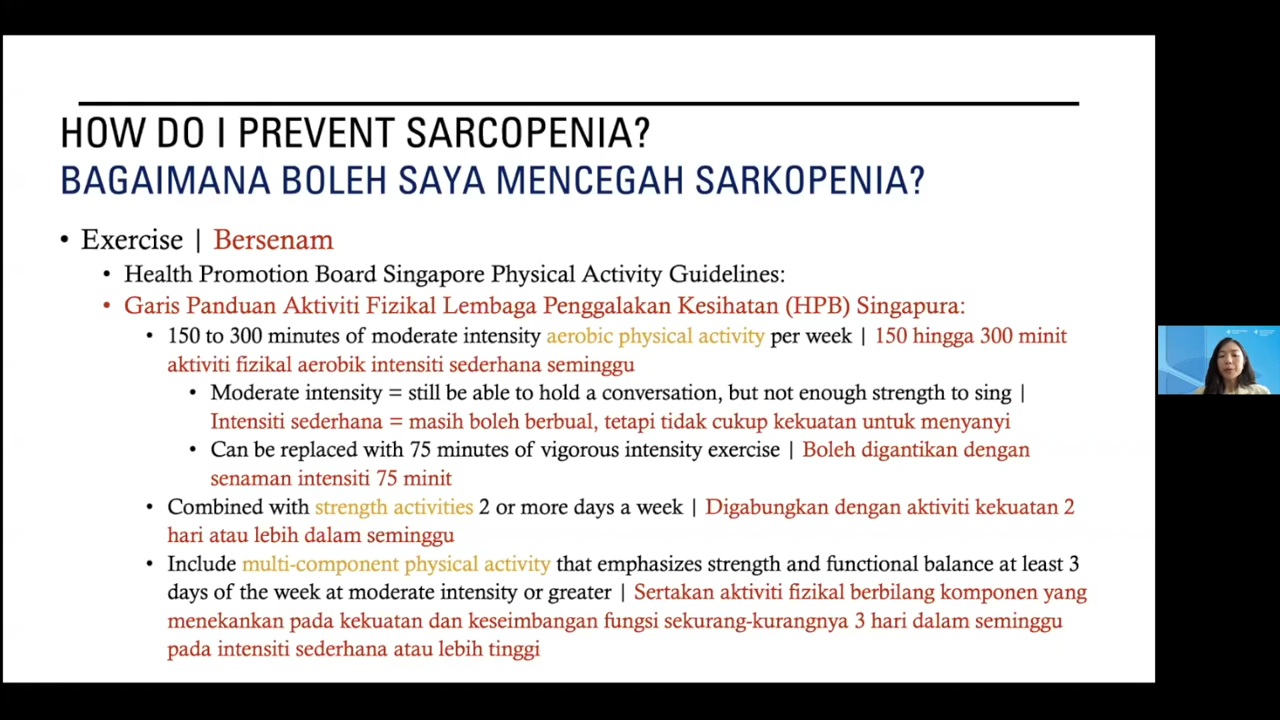 HOW DO I PREVENT SARCOPENIA?
BAGAIMANA BOLEH SAYA MENCEGAH SARKOPENIA?
• Exercise | Bersenam
• Health Promotion Board Singapore Physical Activity Guidelines:
• Garis Panduan Aktiviti Fizikal Lembaga Penggalakan Kesihatan (HPB) Singapura:
• 150 to 300 minutes of moderate intensity aerobic physical activity per week | 150 hingga 300 minit
aktiviti fizikal aerobik intensiti sederhana seminggu
• Moderate intensity = still be able to hold a conversation, but not enough strength to sing |
Intensiti sederhana = masih boleh berbual, tetapi tidak cukup kekuatan untuk menyanyi
• Can be replaced with 75 minutes of vigorous intensity exercise | Boleh digantikan dengan
senaman intensiti 75 minit
• Combined with strength activities 2 or more days a week | Digabungkan dengan aktiviti kekuatan 2
hari atau lebih dalam seminggu
• Include multi-component physical activity that emphasizes strength and functional balance at least 3
days of the week at moderate intensity or greater | Sertakan aktiviti fizikal berbilang komponen yang
menekankan pada kekuatan dan keseimbangan fungsi sekurang-kurangnya 3 hari dalam seminggu
pada intensiti sederhana atau lebih tinggi